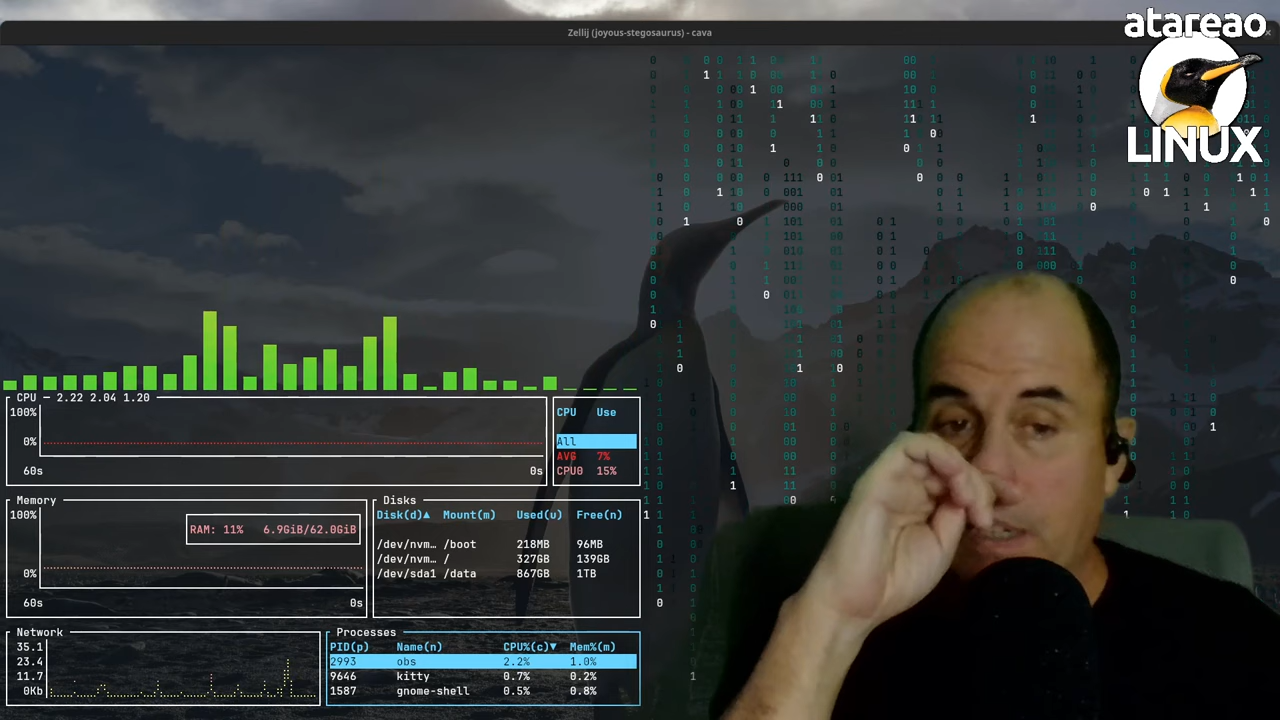 Zellij (joyous-stegosaurus) - cava
atareao
LINUX
CPU — 2.22 2.04 1.20
100%
0%
60s 0s
CPU Use
All
AVG 7%
CPU0 15%
Memory
100%
RAM: 11% 6.9GiB/62.0GiB
0%
60s 0s
Disks
Disk(d)▲ Mount(m) Used(u) Free(n)
/dev/nvm… /boot 218MB 96MB
/dev/nvm… / 327GB 139GB
/dev/sda1 /data 867GB 1TB
Network
35.1
23.4
11.7
0Kb
Processes
PID(p) Name(n) CPU%(c)▼ Mem%(m)
2993 obs 2.2% 1.0%
9646 kitty 0.7% 0.2%
1587 gnome-shell 0.5% 0.8%